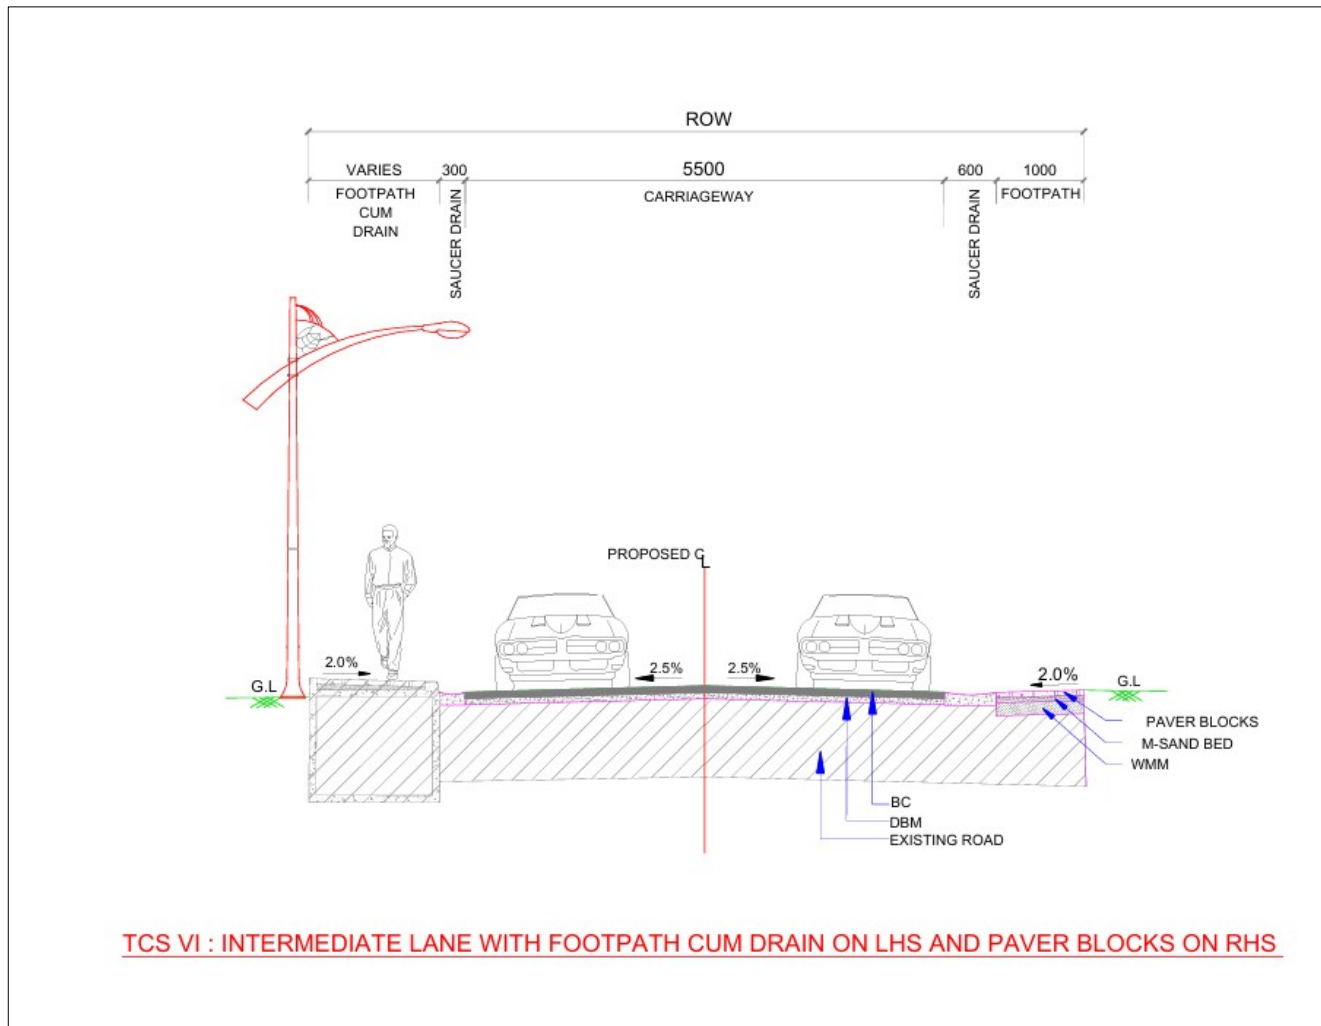 ROW
VARIES 300 5500 600 1000
FOOTPATH
CUM
DRAIN
SAUCER DRAIN
CARRIAGEWAY
SAUCER DRAIN
FOOTPATH
PROPOSED CL
2.0% 2.5% 2.5% 2.0%
G.L
G.L
PAVER BLOCKS
M-SAND BED
WMM
BC
DBM
EXISTING ROAD
TCS VI : INTERMEDIATE LANE WITH FOOTPATH CUM DRAIN ON LHS AND PAVER BLOCKS ON RHS